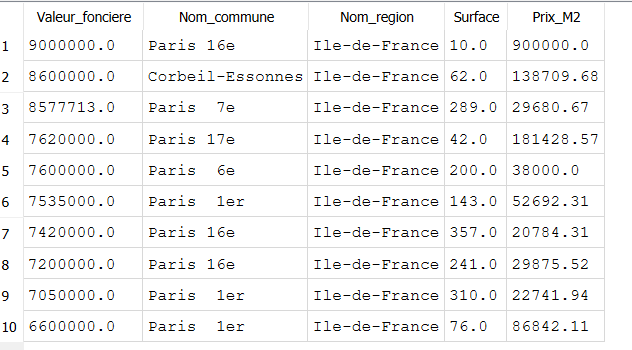 Valeur_fonciere Nom_commune Nom_region Surface Prix_M2
1 9000000.0 Paris 16e Ile-de-France 10.0 900000.0
2 8600000.0 Corbeil-Essonnes Ile-de-France 62.0 138709.68
3 8577713.0 Paris  7e Ile-de-France 289.0 29680.67
4 7620000.0 Paris 17e Ile-de-France 42.0 181428.57
5 7600000.0 Paris  6e Ile-de-France 200.0 38000.0
6 7535000.0 Paris  1er Ile-de-France 143.0 52692.31
7 7420000.0 Paris 16e Ile-de-France 357.0 20784.31
8 7200000.0 Paris 16e Ile-de-France 241.0 29875.52
9 7050000.0 Paris  1er Ile-de-France 310.0 22741.94
10 6600000.0 Paris  1er Ile-de-France 76.0 86842.11